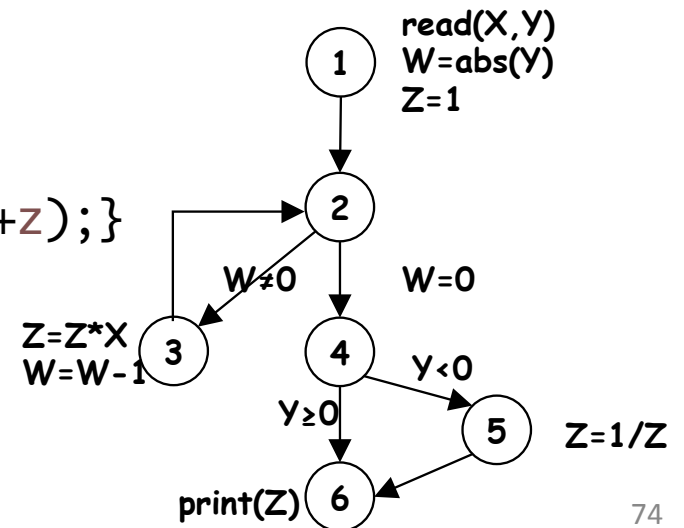 read(X,Y)
1
W=abs(Y)
Z=1
2
+z);}
W≠0
W=0
Z=Z*X
3
W=W-1
4
Y<0
Y≥0
5
Z=1/Z
print(Z)
6
74